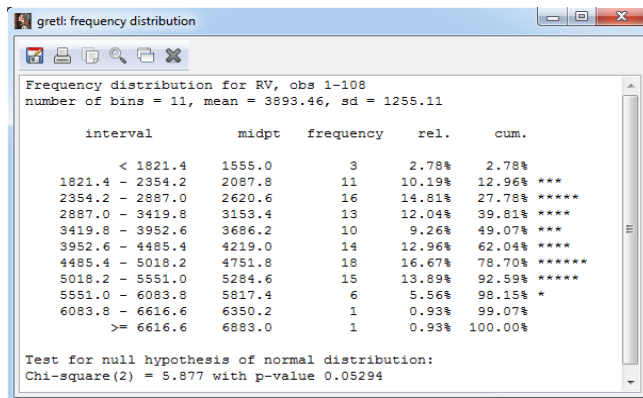 gretl: frequency distribution
Frequency distribution for RV, obs 1-108
number of bins = 11, mean = 3893.46, sd = 1255.11
interval midpt frequency rel. cum.
< 1821.4 1555.0 3 2.78% 2.78%
1821.4 - 2354.2 2087.8 11 10.19% 12.96% ***
2354.2 - 2887.0 2620.6 16 14.81% 27.78% *****
2887.0 - 3419.8 3153.4 13 12.04% 39.81% ****
3419.8 - 3952.6 3686.2 10 9.26% 49.07% ***
3952.6 - 4485.4 4219.0 14 12.96% 62.04% ****
4485.4 - 5018.2 4751.8 18 16.67% 78.70% ******
5018.2 - 5551.0 5284.6 15 13.89% 92.59% *****
5551.0 - 6083.8 5817.4 6 5.56% 98.15% *
6083.8 - 6616.6 6350.2 1 0.93% 99.07%
>= 6616.6 6883.0 1 0.93% 100.00%
Test for null hypothesis of normal distribution:
Chi-square(2) = 5.877 with p-value 0.05294